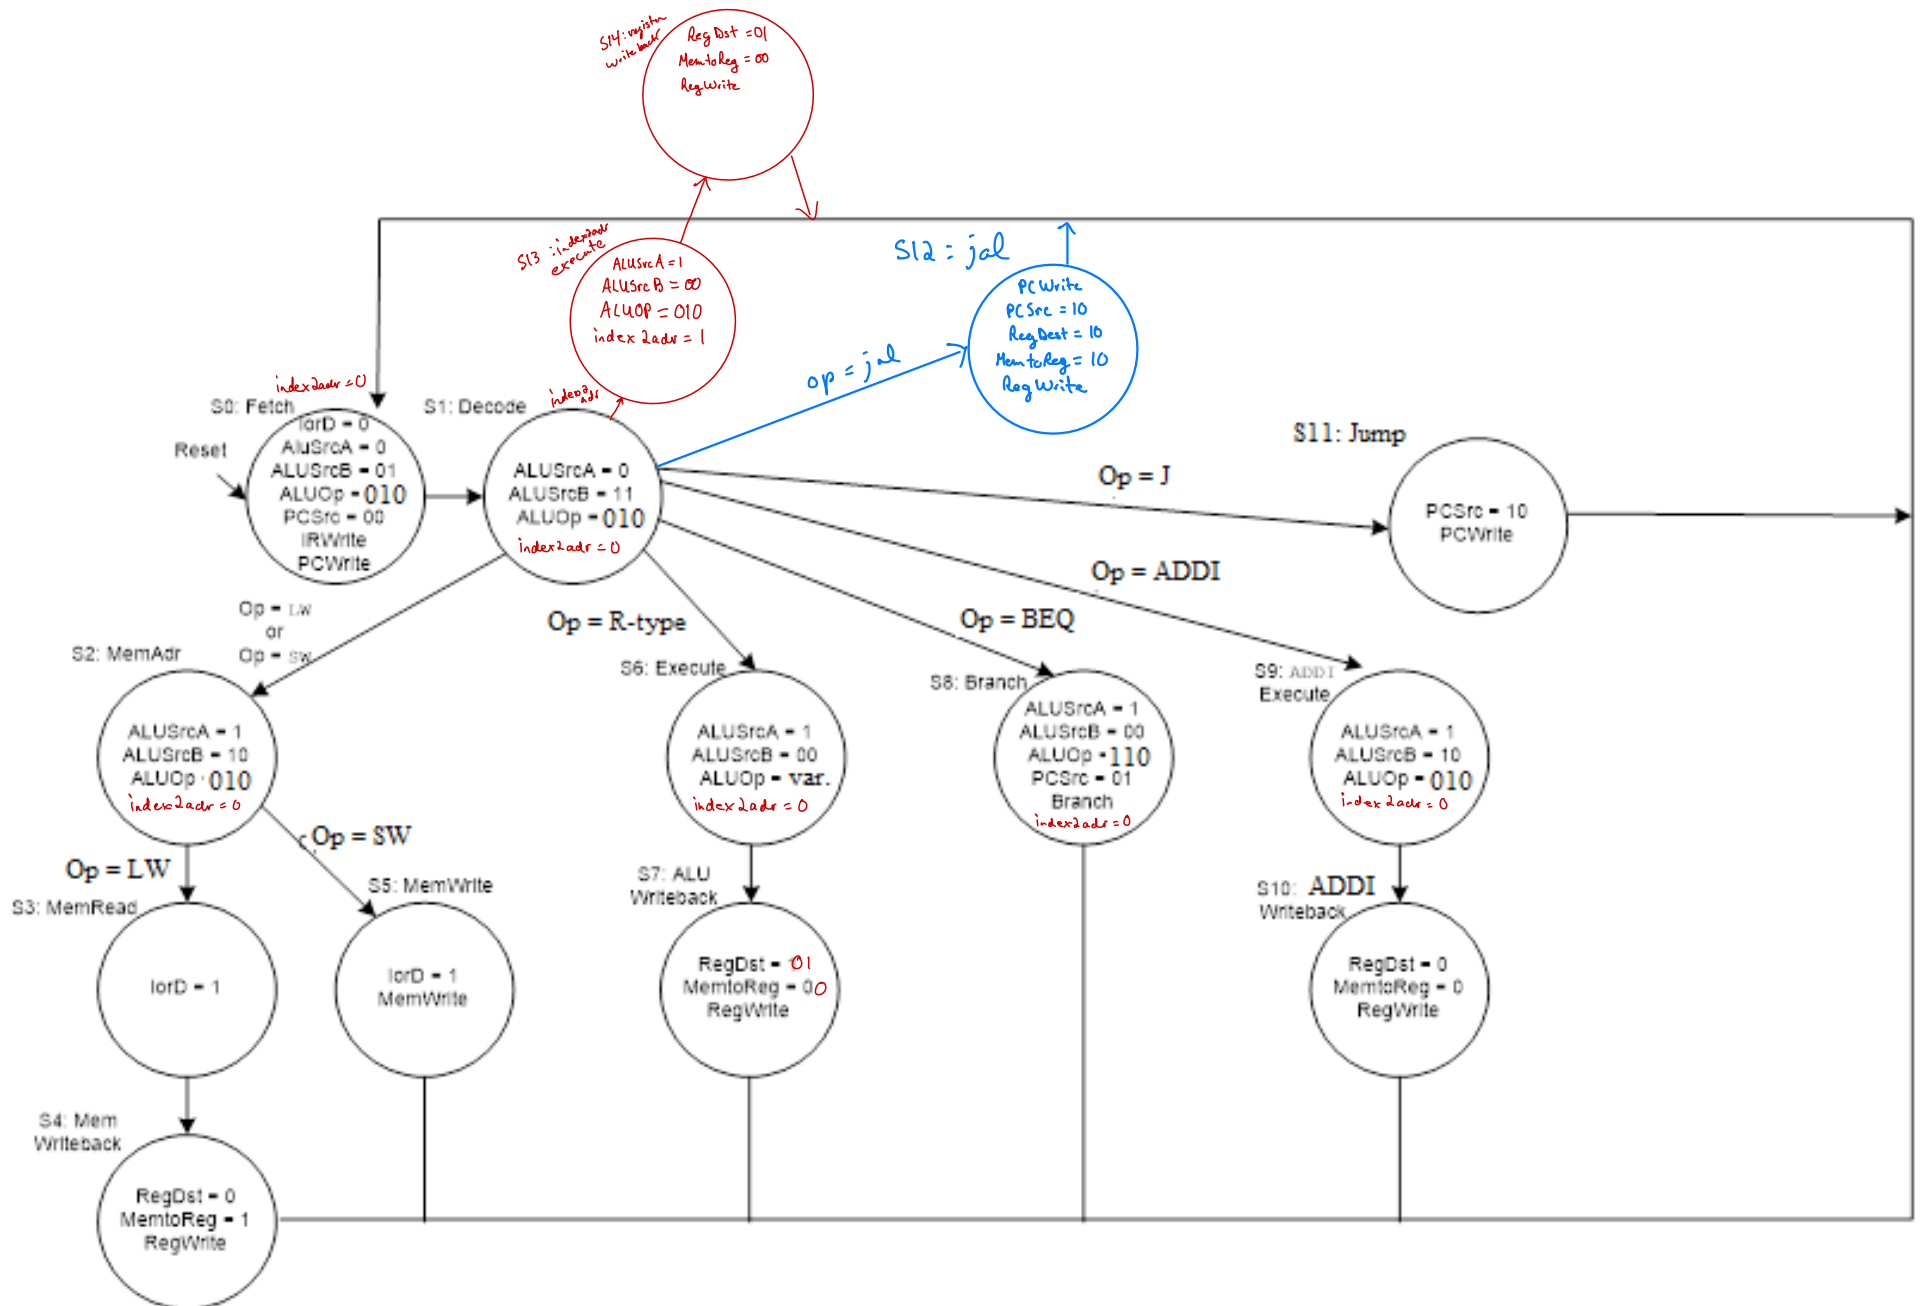 S14: register
writeback
RegDst = 01
MemtoReg = 00
RegWrite
S13 : index2adr
execute
ALUSrcA = 1
ALUSrcB = 00
ALUOP = 010
index2adr = 1
S12 = jal
PCWrite
PCSrc = 10
RegDest = 10
MemtoReg = 10
RegWrite
op = jal
index2adr = 0
S0: Fetch
Reset
IorD = 0
AluSrcA = 0
ALUSrcB = 01
ALUOp = 010
PCSrc = 00
IRWrite
PCWrite
S1: Decode
index2
adr
ALUSrcA = 0
ALUSrcB = 11
ALUOp = 010
index2adr = 0
S11: Jump
Op = J
PCSrc = 10
PCWrite
Op = ADDI
Op = BEQ
Op = R-type
Op = LW
or
Op = SW
S2: MemAdr
ALUSrcA = 1
ALUSrcB = 10
ALUOp = 010
index2adr = 0
S6: Execute
ALUSrcA = 1
ALUSrcB = 00
ALUOp = var.
index2adr = 0
S8: Branch
ALUSrcA = 1
ALUSrcB = 00
ALUOp = 110
PCSrc = 01
Branch
index2adr = 0
S9: ADDI
Execute
ALUSrcA = 1
ALUSrcB = 10
ALUOp = 010
index2adr = 0
Op = LW
Op = SW
S3: MemRead
IorD = 1
S5: MemWrite
IorD = 1
MemWrite
S7: ALU
Writeback
RegDst = 01
MemtoReg = 00
RegWrite
S10: ADDI
Writeback
RegDst = 0
MemtoReg = 0
RegWrite
S4: Mem
Writeback
RegDst = 0
MemtoReg = 1
RegWrite